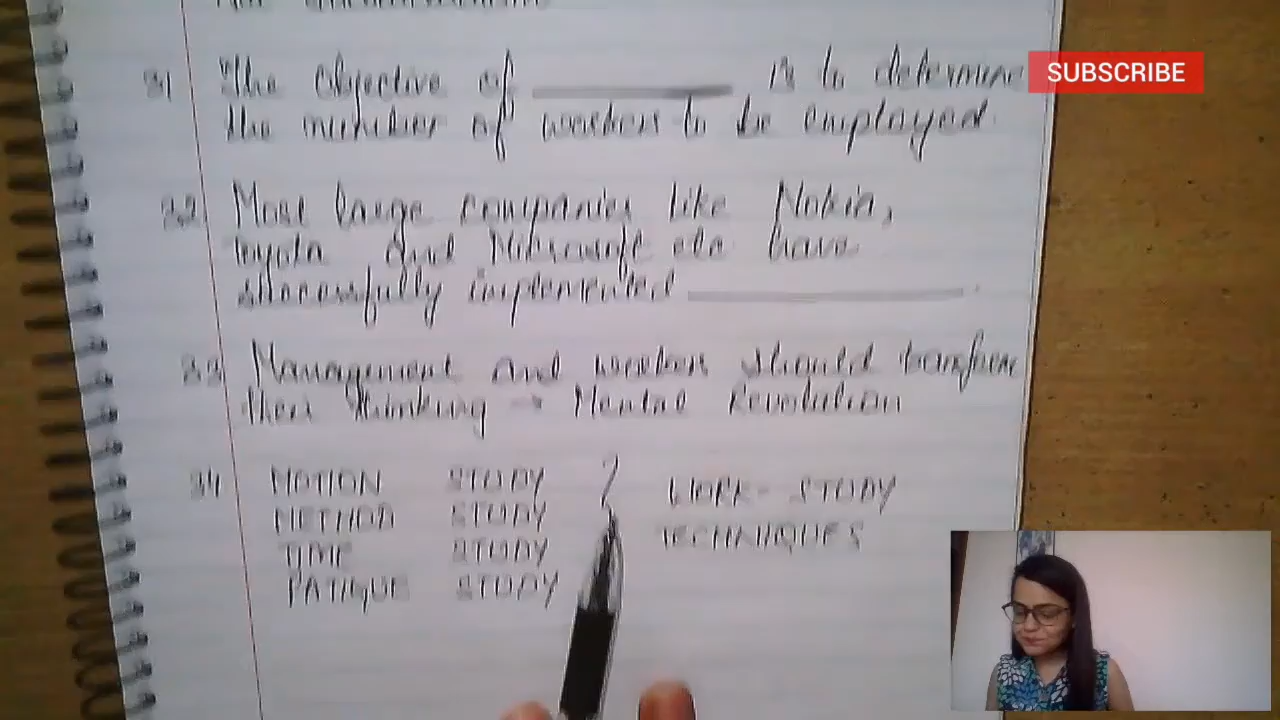 31 The objective of ________ is to determine
the number of workers to be employed.
32 Most large companies like Nokia,
Toyota and Microsoft etc have
successfully implemented ________.
33 Management and workers should transform
their thinking → Mental Revolution
34 MOTION STUDY } WORK-STUDY
METHOD STUDY TECHNIQUES
TIME STUDY
FATIGUE STUDY
SUBSCRIBE